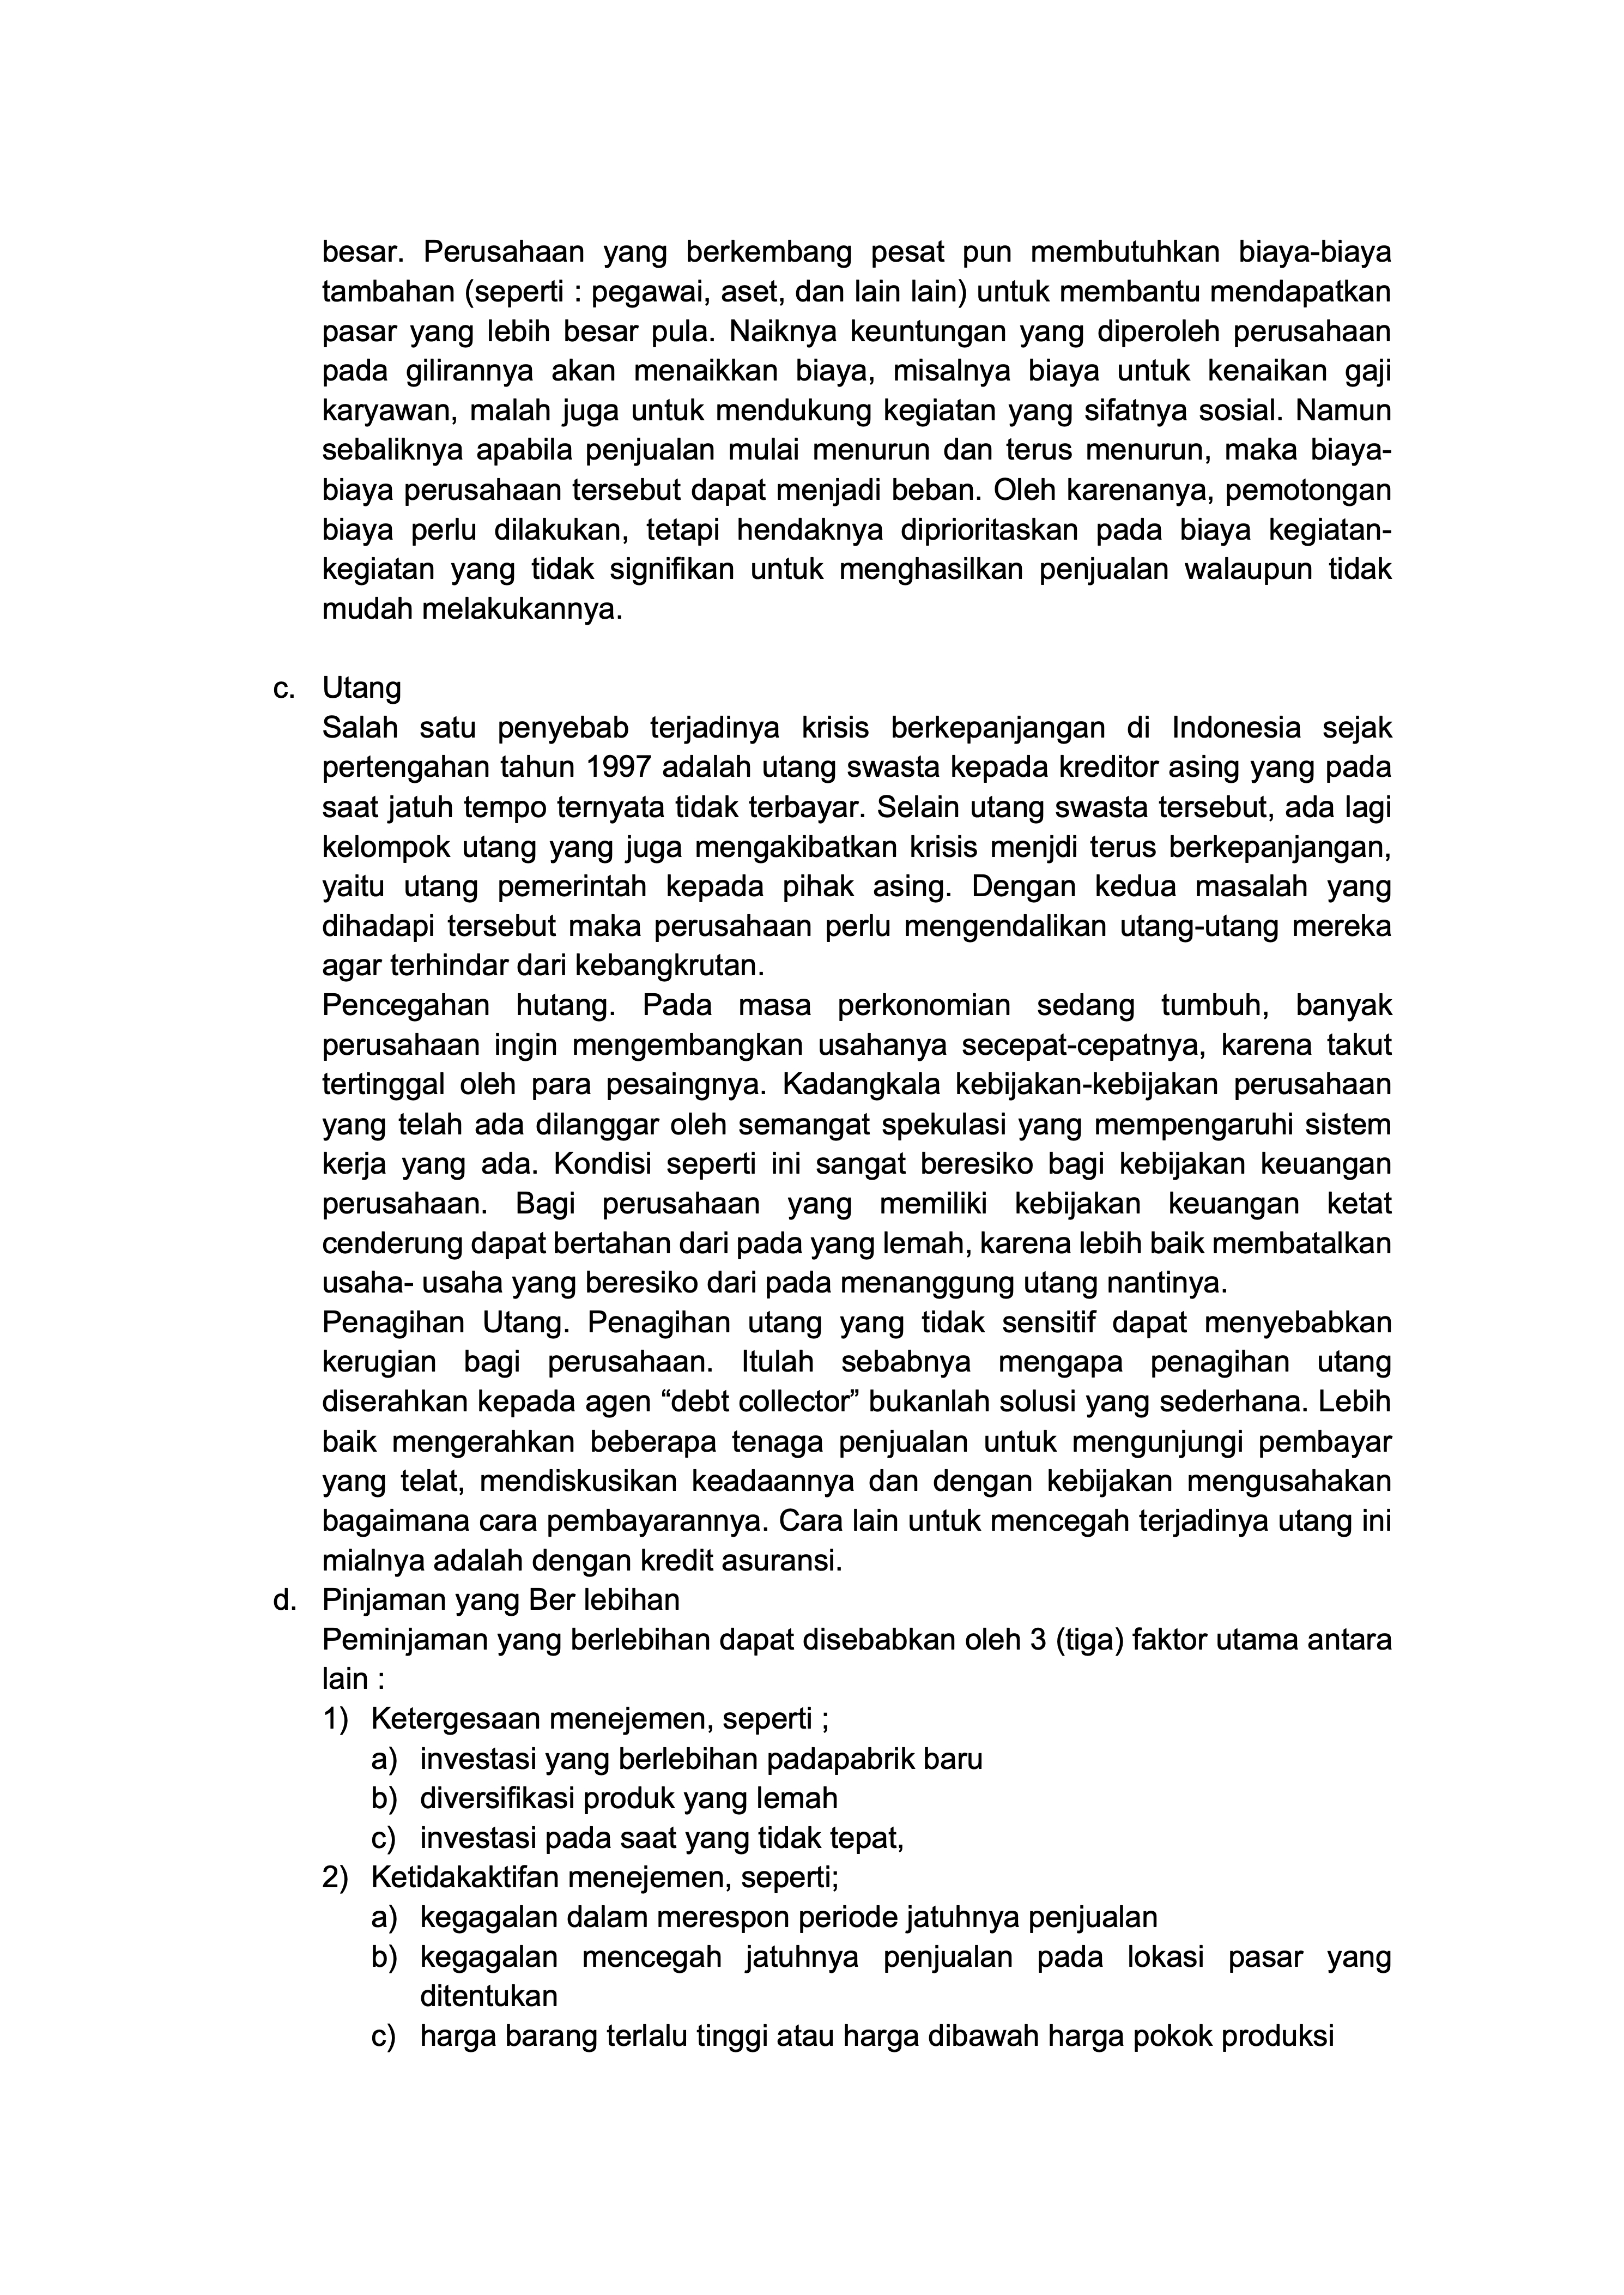 besar. Perusahaan yang berkembang pesat pun membutuhkan biaya-biaya
tambahan (seperti : pegawai, aset, dan lain lain) untuk membantu mendapatkan
pasar yang lebih besar pula. Naiknya keuntungan yang diperoleh perusahaan
pada gilirannya akan menaikkan biaya, misalnya biaya untuk kenaikan gaji
karyawan, malah juga untuk mendukung kegiatan yang sifatnya sosial. Namun
sebaliknya apabila penjualan mulai menurun dan terus menurun, maka biaya-
biaya perusahaan tersebut dapat menjadi beban. Oleh karenanya, pemotongan
biaya perlu dilakukan, tetapi hendaknya diprioritaskan pada biaya kegiatan-
kegiatan yang tidak signifikan untuk menghasilkan penjualan walaupun tidak
mudah melakukannya.
c. Utang
Salah satu penyebab terjadinya krisis berkepanjangan di Indonesia sejak
pertengahan tahun 1997 adalah utang swasta kepada kreditor asing yang pada
saat jatuh tempo ternyata tidak terbayar. Selain utang swasta tersebut, ada lagi
kelompok utang yang juga mengakibatkan krisis menjdi terus berkepanjangan,
yaitu utang pemerintah kepada pihak asing. Dengan kedua masalah yang
dihadapi tersebut maka perusahaan perlu mengendalikan utang-utang mereka
agar terhindar dari kebangkrutan.
Pencegahan hutang. Pada masa perkonomian sedang tumbuh, banyak
perusahaan ingin mengembangkan usahanya secepat-cepatnya, karena takut
tertinggal oleh para pesaingnya. Kadangkala kebijakan-kebijakan perusahaan
yang telah ada dilanggar oleh semangat spekulasi yang mempengaruhi sistem
kerja yang ada. Kondisi seperti ini sangat beresiko bagi kebijakan keuangan
perusahaan. Bagi perusahaan yang memiliki kebijakan keuangan ketat
cenderung dapat bertahan dari pada yang lemah, karena lebih baik membatalkan
usaha- usaha yang beresiko dari pada menanggung utang nantinya.
Penagihan Utang. Penagihan utang yang tidak sensitif dapat menyebabkan
kerugian bagi perusahaan. Itulah sebabnya mengapa penagihan utang
diserahkan kepada agen “debt collector” bukanlah solusi yang sederhana. Lebih
baik mengerahkan beberapa tenaga penjualan untuk mengunjungi pembayar
yang telat, mendiskusikan keadaannya dan dengan kebijakan mengusahakan
bagaimana cara pembayarannya. Cara lain untuk mencegah terjadinya utang ini
mialnya adalah dengan kredit asuransi.
d. Pinjaman yang Ber lebihan
Peminjaman yang berlebihan dapat disebabkan oleh 3 (tiga) faktor utama antara
lain :
1) Ketergesaan menejemen, seperti ;
a) investasi yang berlebihan padapabrik baru
b) diversifikasi produk yang lemah
c) investasi pada saat yang tidak tepat,
2) Ketidakaktifan menejemen, seperti;
a) kegagalan dalam merespon periode jatuhnya penjualan
b) kegagalan mencegah jatuhnya penjualan pada lokasi pasar yang
ditentukan
c) harga barang terlalu tinggi atau harga dibawah harga pokok produksi